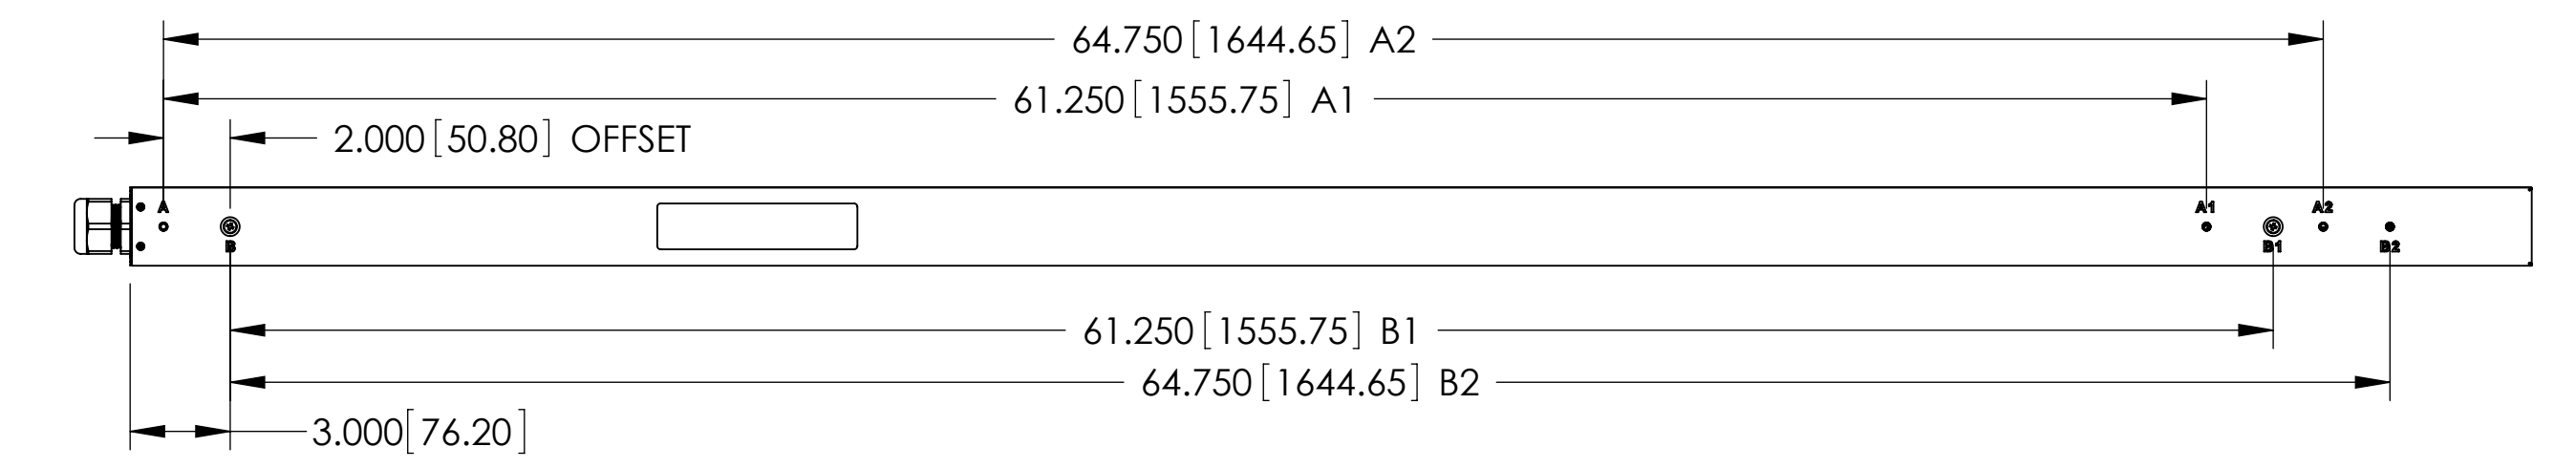 64.750[1644.65] A2
61.250[1555.75] A1
2.000[50.80] OFFSET
A
A1
A2
B
B1
B2
61.250[1555.75] B1
64.750[1644.65] B2
3.000[76.20]